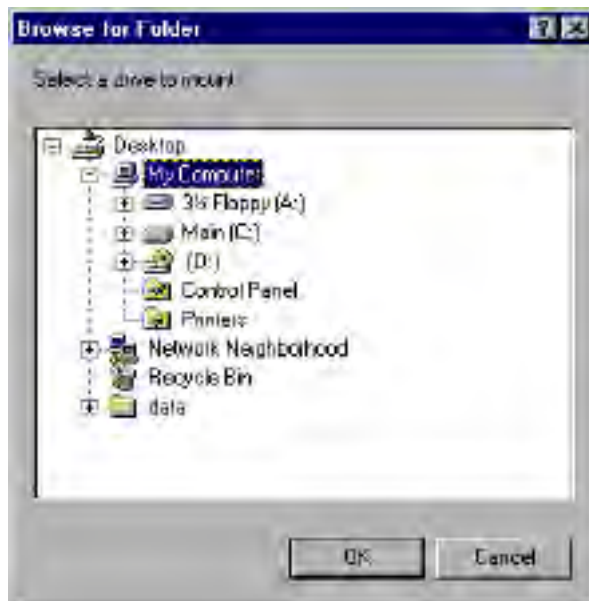 Browse for Folder
Select a drive to mount
Desktop
My Computer
3½ Floppy (A:)
Main (C:)
(D:)
Control Panel
Printers
Network Neighborhood
Recycle Bin
data
OK
Cancel